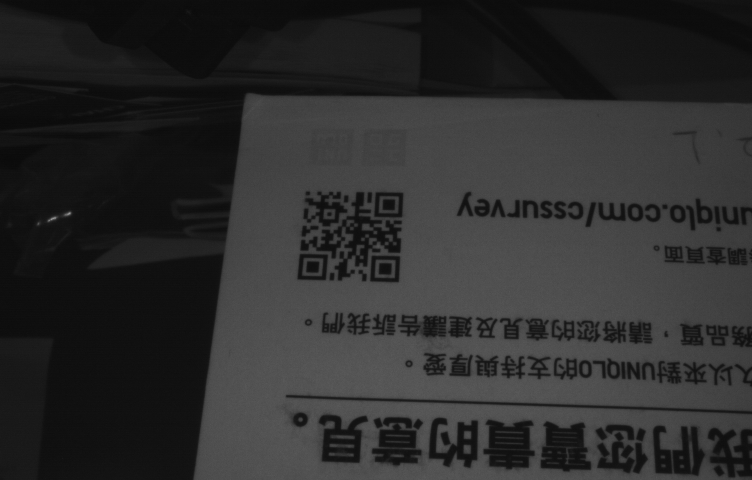 我們您寶貴的意見。
久以來對UNIQLO的支持與厚愛。
務品質，請將您的意見及建議告訴我們。
調查頁面。
uniqlo.com/cssurvey